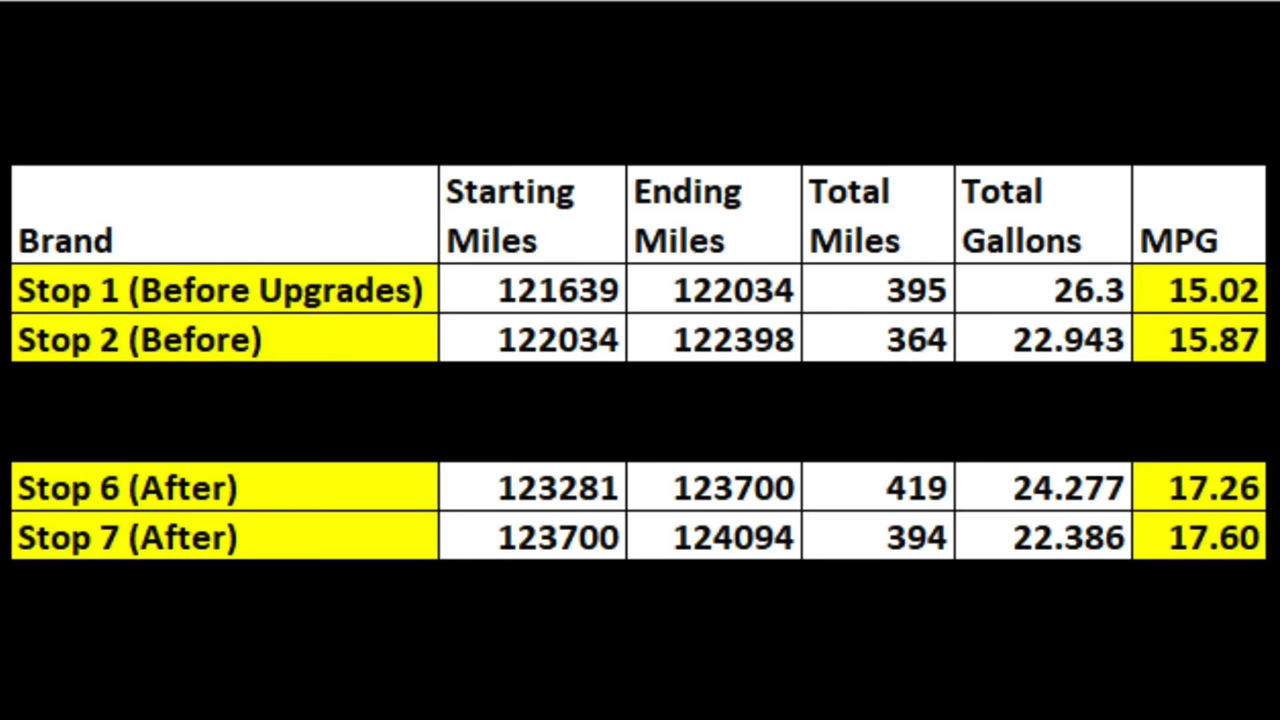 Brand Starting Miles Ending Miles Total Miles Total Gallons MPG
Stop 1 (Before Upgrades) 121639 122034 395 26.3 15.02
Stop 2 (Before) 122034 122398 364 22.943 15.87
Stop 6 (After) 123281 123700 419 24.277 17.26
Stop 7 (After) 123700 124094 394 22.386 17.60